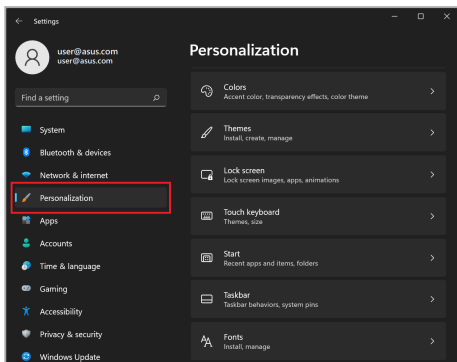 Settings
user@asus.com
user@asus.com
Find a setting
System
Bluetooth & devices
Network & internet
Personalization
Apps
Accounts
Time & language
Gaming
Accessibility
Privacy & security
Windows Update
Personalization
Colors
Accent color, transparency effects, color theme
Themes
Install, create, manage
Lock screen
Lock screen images, apps, animations
Touch keyboard
Themes, size
Start
Recent apps and items, folders
Taskbar
Taskbar behaviors, system pins
Fonts
Install, manage